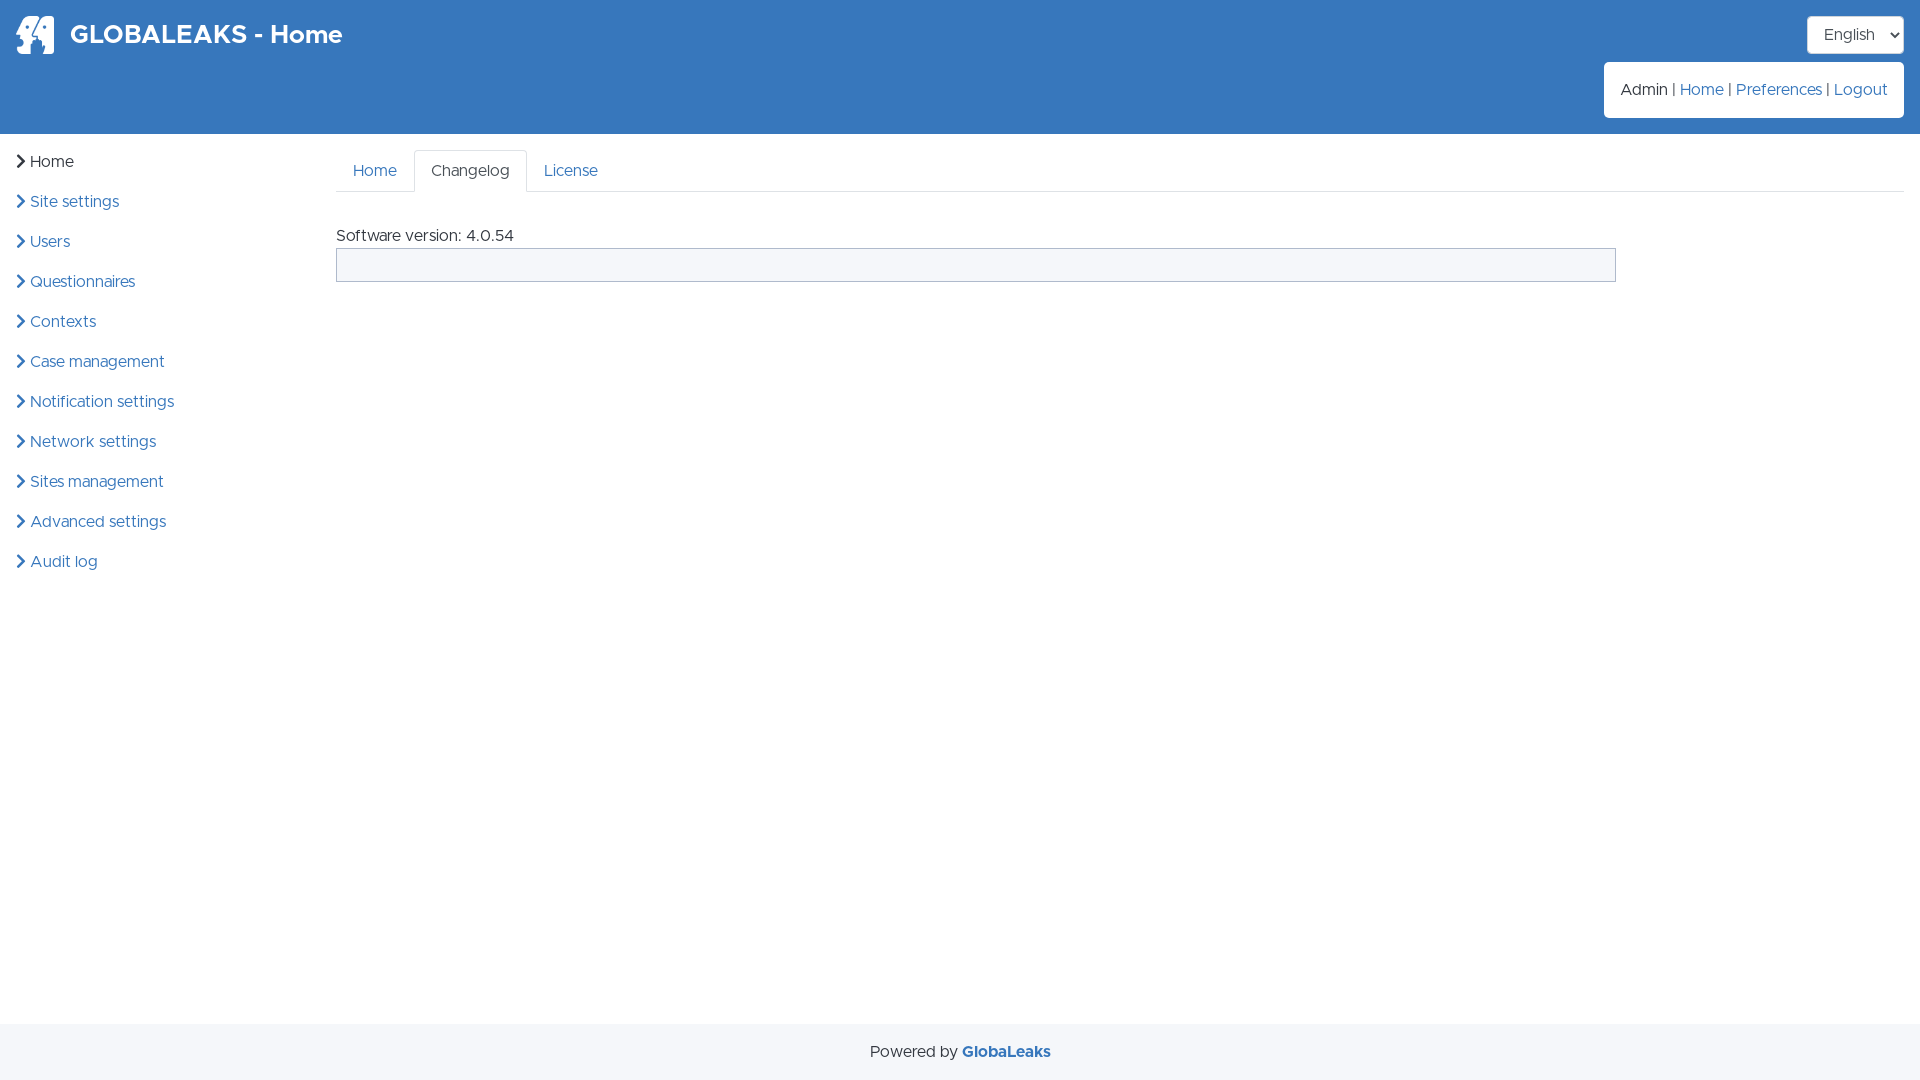 GLOBALEAKS - Home
English
Admin | Home | Preferences | Logout
Home
Site settings
Users
Questionnaires
Contexts
Case management
Notification settings
Network settings
Sites management
Advanced settings
Audit log
Home
Changelog
License
Software version: 4.0.54
Powered by GlobaLeaks